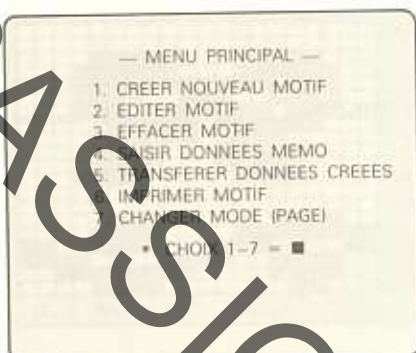 — MENU PRINCIPAL —
1. CREER NOUVEAU MOTIF
2. EDITER MOTIF
3. EFFACER MOTIF
4. SAISIR DONNEES MEMO
5. TRANSFERER DONNEES CREEES
6. IMPRIMER MOTIF
7. CHANGER MODE (PAGE)
* CHOIX 1–7 = ■